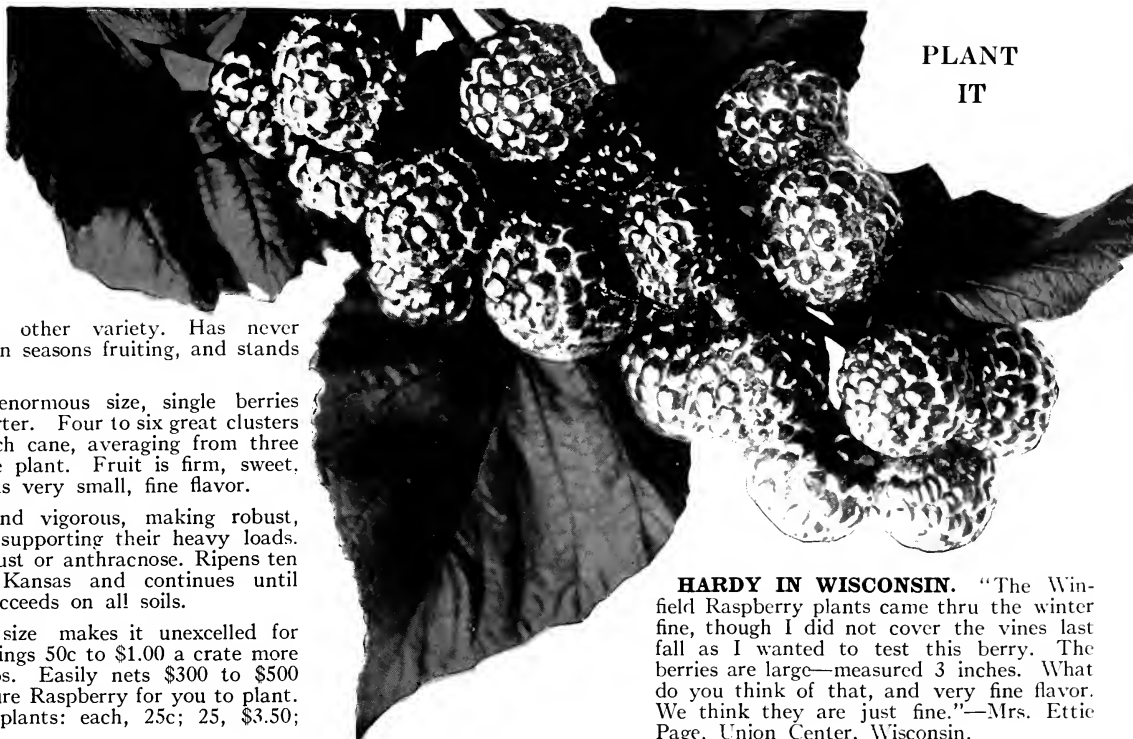 PLANT
IT
other variety. Has never
n seasons fruiting, and stands
enormous size, single berries
rter. Four to six great clusters
ch cane, averaging from three
e plant. Fruit is firm, sweet,
s very small, fine flavor.
nd vigorous, making robust,
supporting their heavy loads.
ust or anthracnose. Ripens ten
Kansas and continues until
cceeds on all soils.
size makes it unexcelled for
ings 50c to $1.00 a crate more
s. Easily nets $300 to $500
ure Raspberry for you to plant.
plants: each, 25c; 25, $3.50;
HARDY IN WISCONSIN. "The Win-
field Raspberry plants came thru the winter
fine, though I did not cover the vines last
fall as I wanted to test this berry. The
berries are large—measured 3 inches. What
do you think of that, and very fine flavor.
We think they are just fine."—Mrs. Ettie
Page, Union Center, Wisconsin.